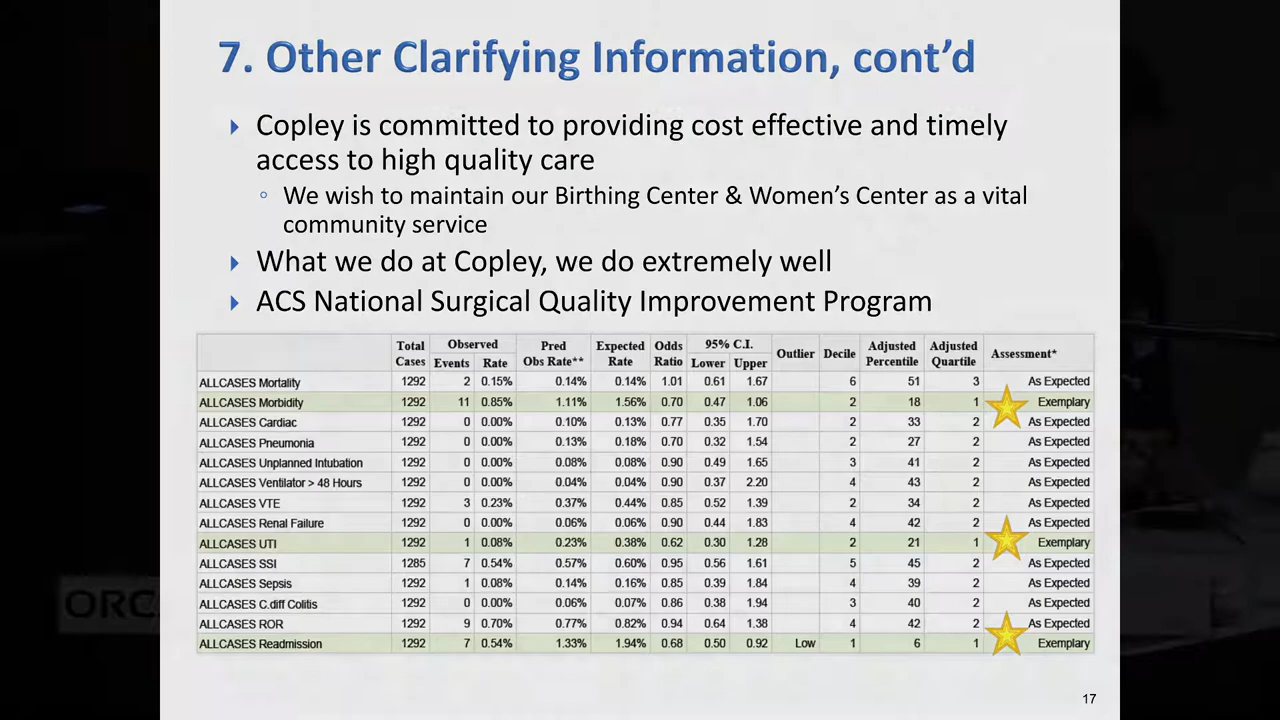 7. Other Clarifying Information, cont’d
Copley is committed to providing cost effective and timely
access to high quality care
We wish to maintain our Birthing Center & Women’s Center as a vital
community service
What we do at Copley, we do extremely well
ACS National Surgical Quality Improvement Program
Total Cases Observed Events Rate Pred Obs Rate** Expected Rate Odds Ratio 95% C.I. Lower Upper Outlier Decile Adjusted Percentile Adjusted Quartile Assessment*
ALLCASES Mortality 1292 2 0.15% 0.14% 0.14% 1.01 0.61 1.67 6 51 3 As Expected
ALLCASES Morbidity 1292 11 0.85% 1.11% 1.56% 0.70 0.47 1.06 2 18 1 Exemplary
ALLCASES Cardiac 1292 0 0.00% 0.10% 0.13% 0.77 0.35 1.70 2 33 2 As Expected
ALLCASES Pneumonia 1292 0 0.00% 0.13% 0.18% 0.70 0.32 1.54 2 27 2 As Expected
ALLCASES Unplanned Intubation 1292 0 0.00% 0.08% 0.08% 0.90 0.49 1.65 3 41 2 As Expected
ALLCASES Ventilator > 48 Hours 1292 0 0.00% 0.04% 0.04% 0.90 0.37 2.20 4 43 2 As Expected
ALLCASES VTE 1292 3 0.23% 0.37% 0.44% 0.85 0.52 1.39 2 34 2 As Expected
ALLCASES Renal Failure 1292 0 0.00% 0.06% 0.06% 0.90 0.44 1.83 4 42 2 As Expected
ALLCASES UTI 1292 1 0.08% 0.23% 0.38% 0.62 0.30 1.28 2 21 1 Exemplary
ALLCASES SSI 1285 7 0.54% 0.57% 0.60% 0.95 0.56 1.61 5 45 2 As Expected
ALLCASES Sepsis 1292 1 0.08% 0.14% 0.16% 0.85 0.39 1.84 4 39 2 As Expected
ALLCASES C.diff Colitis 1292 0 0.00% 0.06% 0.07% 0.86 0.38 1.94 3 40 2 As Expected
ALLCASES ROR 1292 9 0.70% 0.77% 0.82% 0.94 0.64 1.38 4 42 2 As Expected
ALLCASES Readmission 1292 7 0.54% 1.33% 1.94% 0.68 0.50 0.92 Low 1 6 1 Exemplary
17
ORC